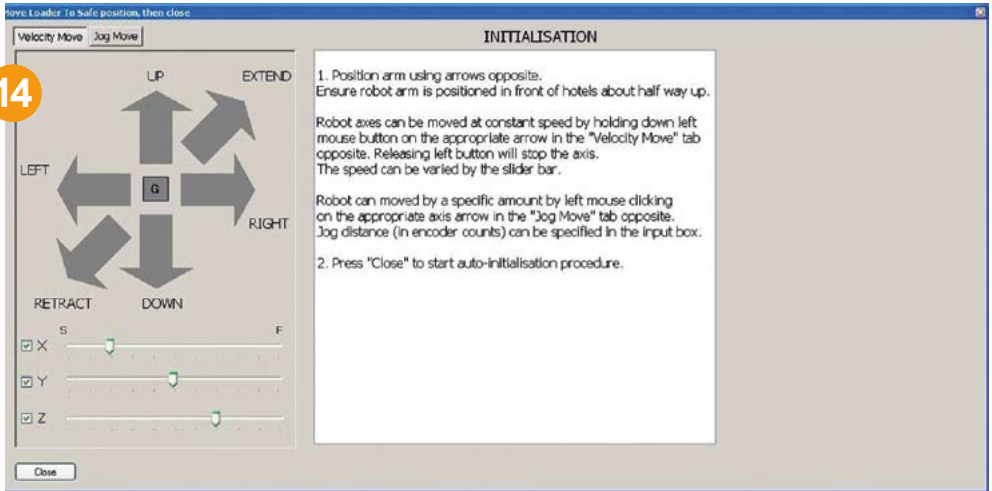 Move Loader To Safe position, then close
Velocity Move Jog Move
INITIALISATION
14
UP
EXTEND
LEFT
G
RIGHT
RETRACT
DOWN
S F
X
Y
Z
Close
1. Position arm using arrows opposite.
Ensure robot arm is positioned in front of hotels about half way up.
Robot axes can be moved at constant speed by holding down left
mouse button on the appropriate arrow in the "Velocity Move" tab
opposite. Releasing left button will stop the axis.
The speed can be varied by the slider bar.
Robot can moved by a specific amount by left mouse clicking
on the appropriate axis arrow in the "Jog Move" tab opposite.
Jog distance (in encoder counts) can be specified in the input box.
2. Press "Close" to start auto-initialisation procedure.